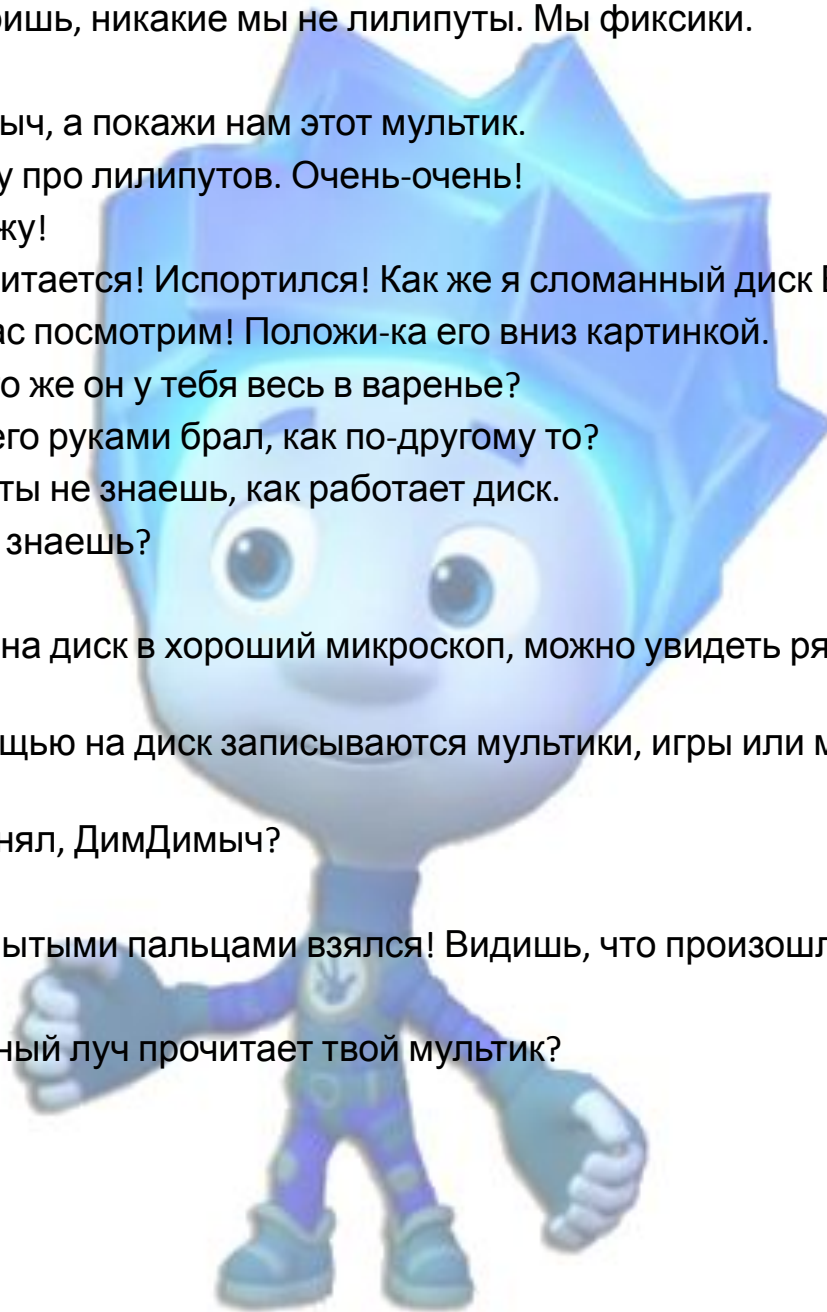 ришь, никакие мы не лилипуты. Мы фиксики.
ыч, а покажи нам этот мультик.
у про лилипутов. Очень-очень!
жу!
итается! Испортился! Как же я сломанный диск
ас посмотрим! Положи-ка его вниз картинкой.
о же он у тебя весь в варенье?
его руками брал, как по-другому то?
ты не знаешь, как работает диск.
знаешь?
на диск в хороший микроскоп, можно увидеть ря
щью на диск записываются мультики, игры или м
нял, ДимДимыч?
ытыми пальцами взялся! Видишь, что произошл
ный луч прочитает твой мультик?